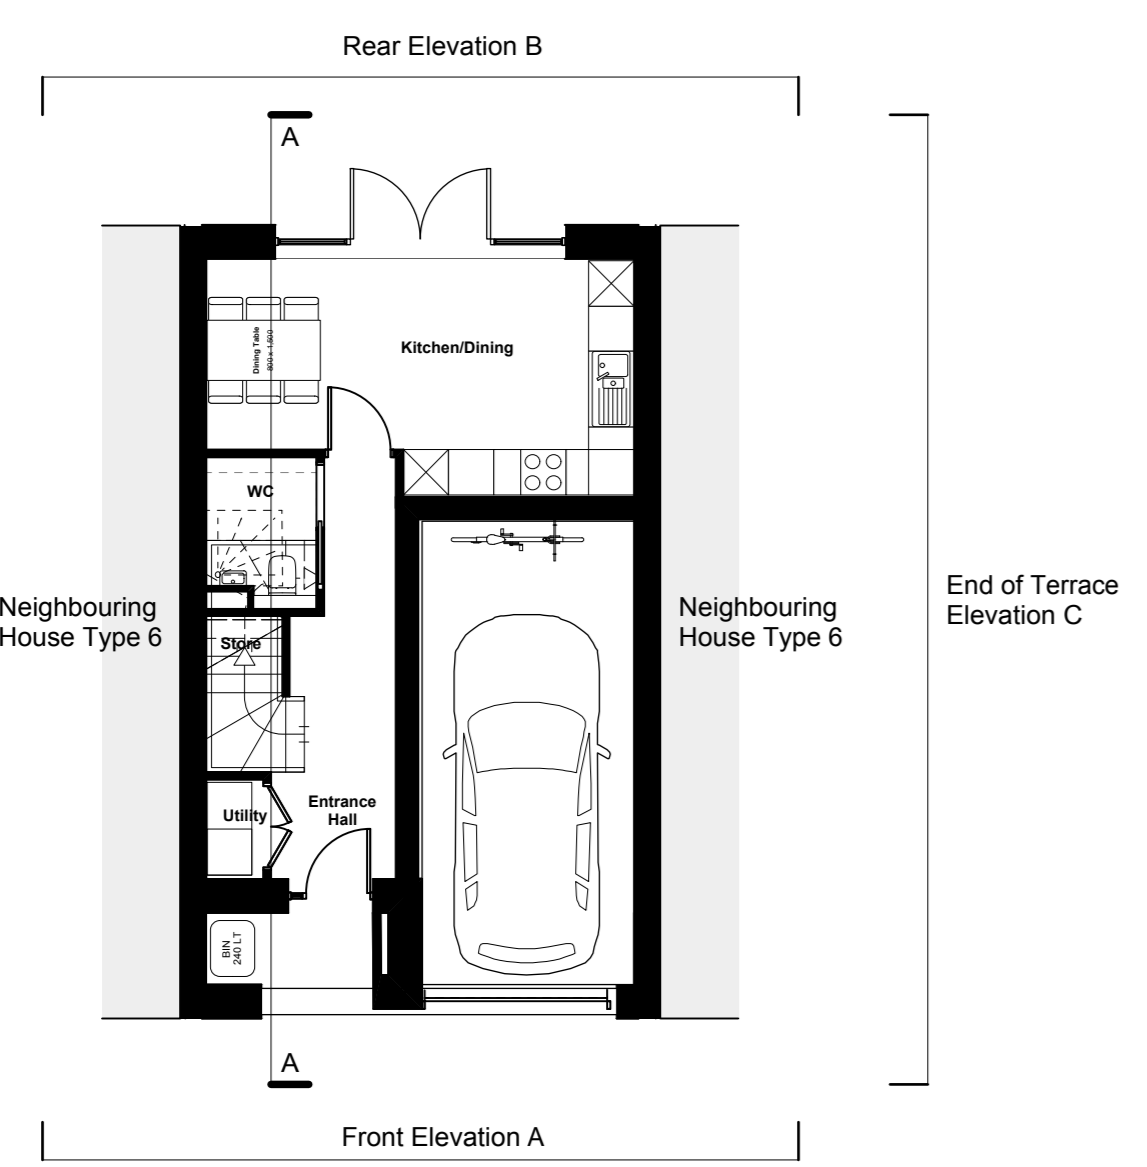 Rear Elevation B
A
Dining Table
800 x 1,500
Kitchen/Dining
WC
Neighbouring
House Type 6
Store
Neighbouring
House Type 6
End of Terrace
Elevation C
Utility
Entrance
Hall
BIN
240 LT
A
Front Elevation A